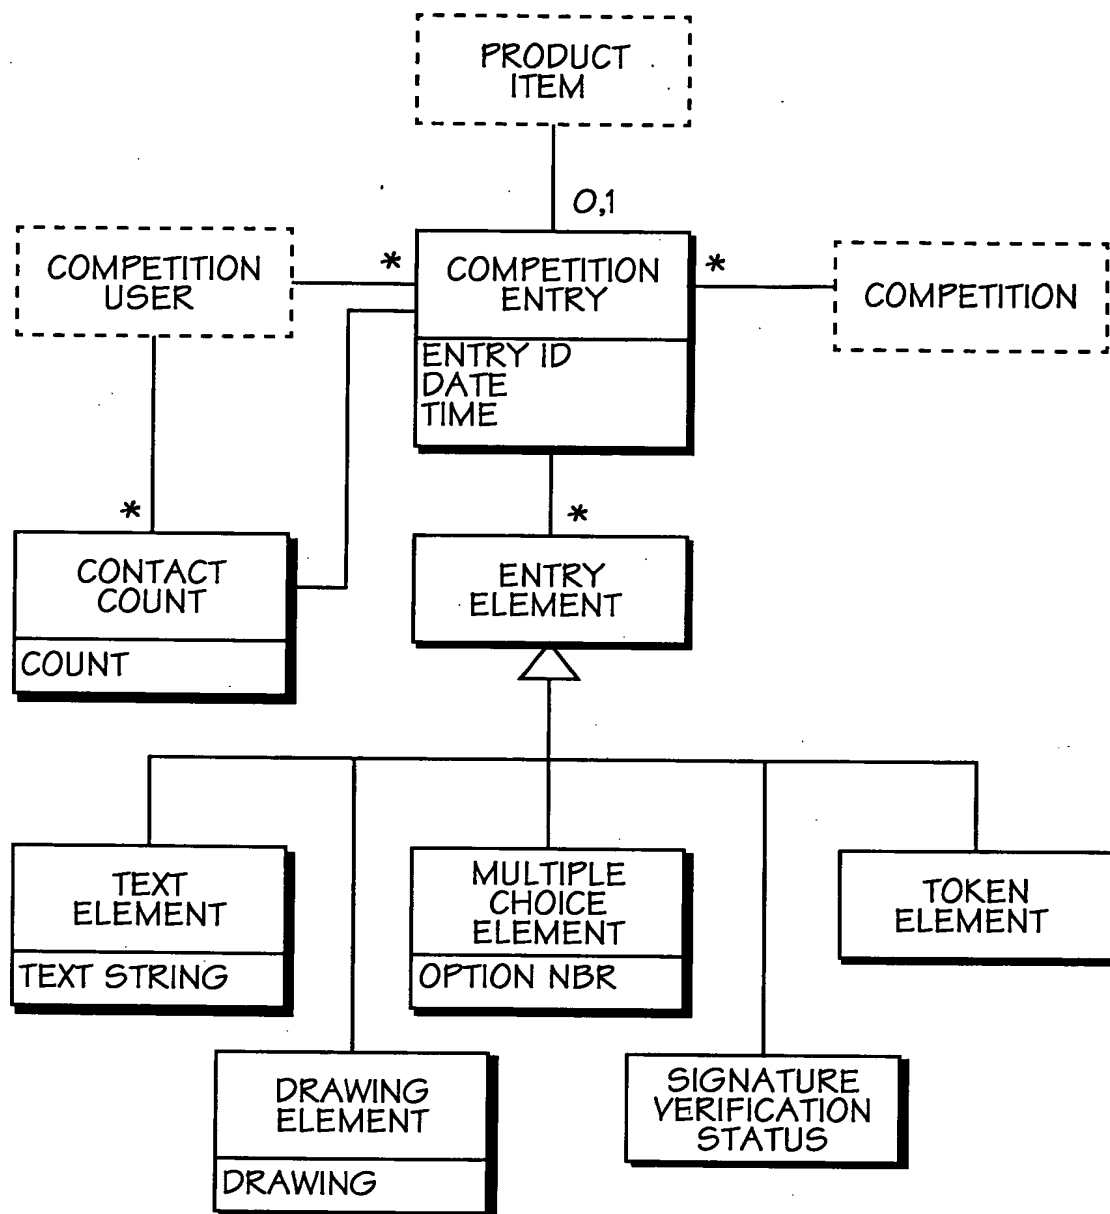 PRODUCT
ITEM
0,1
COMPETITION
USER
*
COMPETITION
ENTRY
*
COMPETITION
ENTRY ID
DATE
TIME
*
CONTACT
COUNT
COUNT
*
ENTRY
ELEMENT
TEXT
ELEMENT
TEXT STRING
MULTIPLE
CHOICE
ELEMENT
OPTION NBR
TOKEN
ELEMENT
DRAWING
ELEMENT
DRAWING
SIGNATURE
VERIFICATION
STATUS